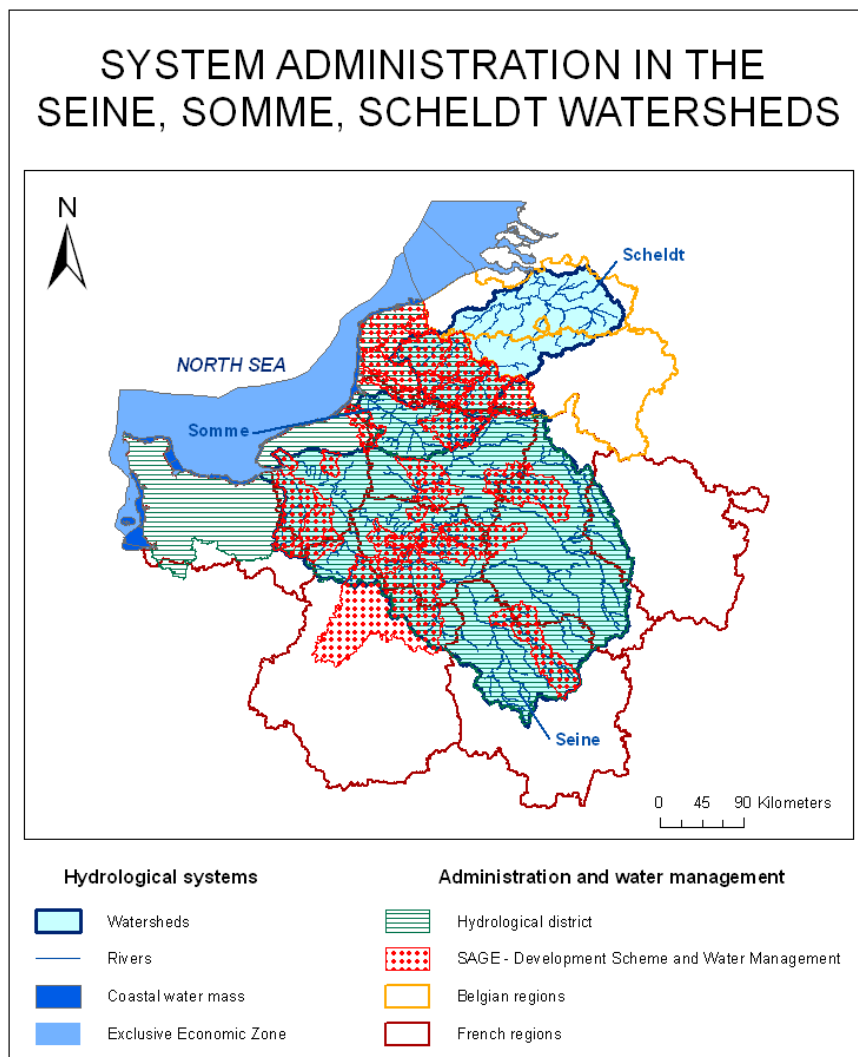 SYSTEM ADMINISTRATION IN THE
SEINE, SOMME, SCHELDT WATERSHEDS
N
Scheldt
NORTH SEA
Somme
Seine
0 45 90 Kilometers
Hydrological systems
Watersheds
Rivers
Coastal water mass
Exclusive Economic Zone
Administration and water management
Hydrological district
SAGE - Development Scheme and Water Management
Belgian regions
French regions